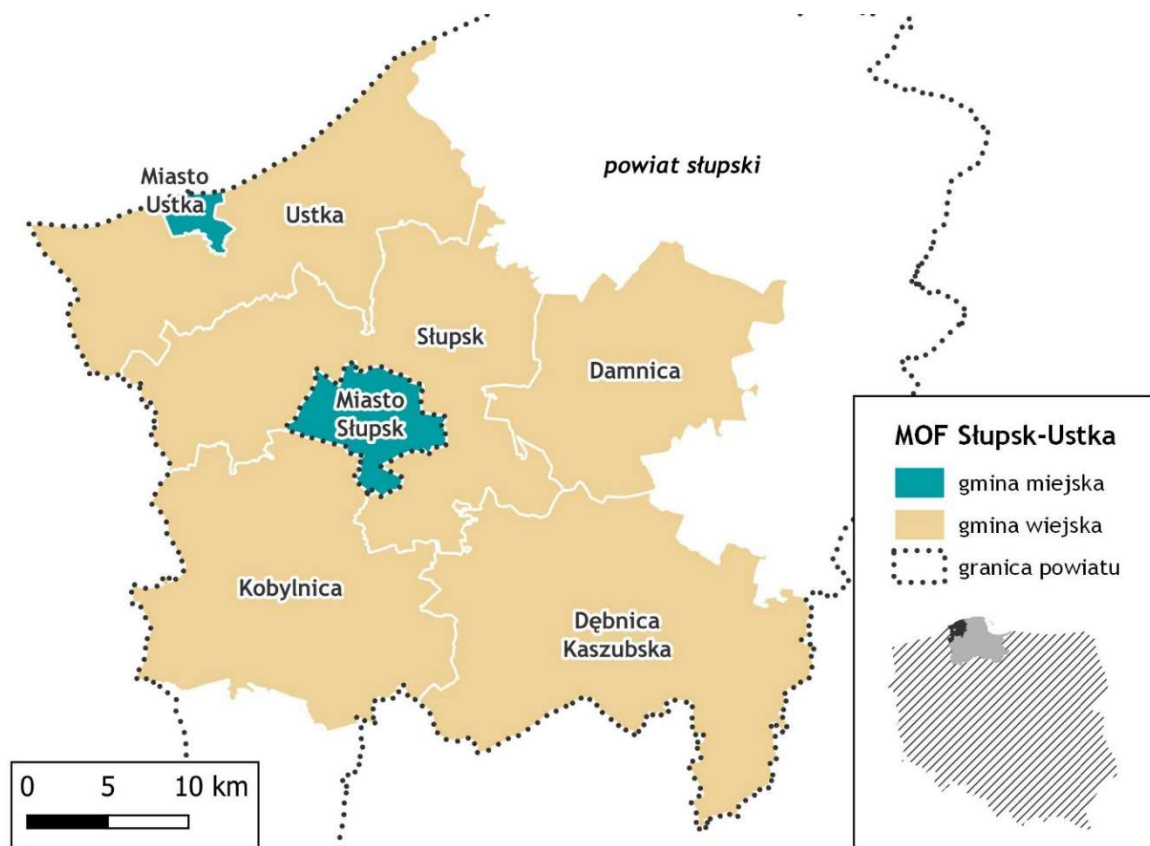 powiat słupski
Miasto
Ustka
Ustka
Słupsk
Damnica
Miasto
Słupsk
Kobylnica
Dębnica
Kaszubska
MOF Słupsk-Ustka
gmina miejska
gmina wiejska
granica powiatu
0 5 10 km